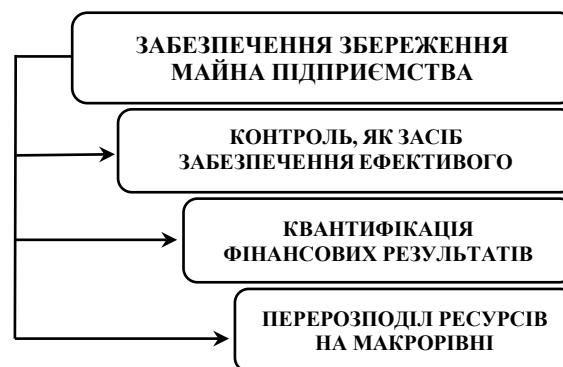 ЗАБЕЗПЕЧЕННЯ ЗБЕРЕЖЕННЯ
МАЙНА ПІДПРИЄМСТВА
КОНТРОЛЬ, ЯК ЗАСІБ
ЗАБЕЗПЕЧЕННЯ ЕФЕКТИВОГО
КВАНТИФІКАЦІЯ
ФІНАНСОВИХ РЕЗУЛЬТАТІВ
ПЕРЕРОЗПОДІЛ РЕСУРСІВ
НА МАКРОРІВНІ